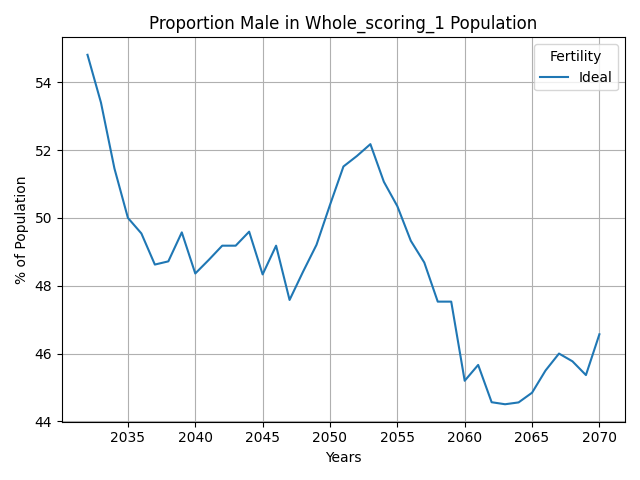 Proportion Male in Whole_scoring_1 Population
Fertility
Ideal
% of Population
54
52
50
48
46
44
2035 2040 2045 2050 2055 2060 2065 2070
Years